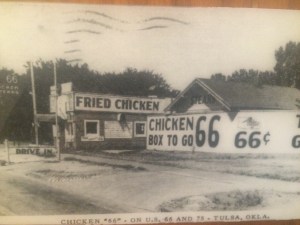 FRIED CHICKEN
CHICKEN 66
BOX TO GO
66¢
DRIVE IN
CHICKEN "66" - ON U.S. 66 AND 75 - TULSA, OKLA.